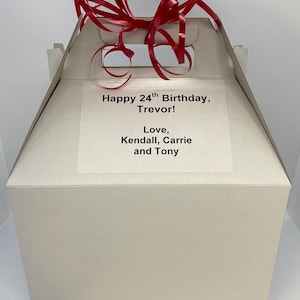 Happy 24th Birthday,
Trevor!
Love,
Kendall, Carrie
and Tony